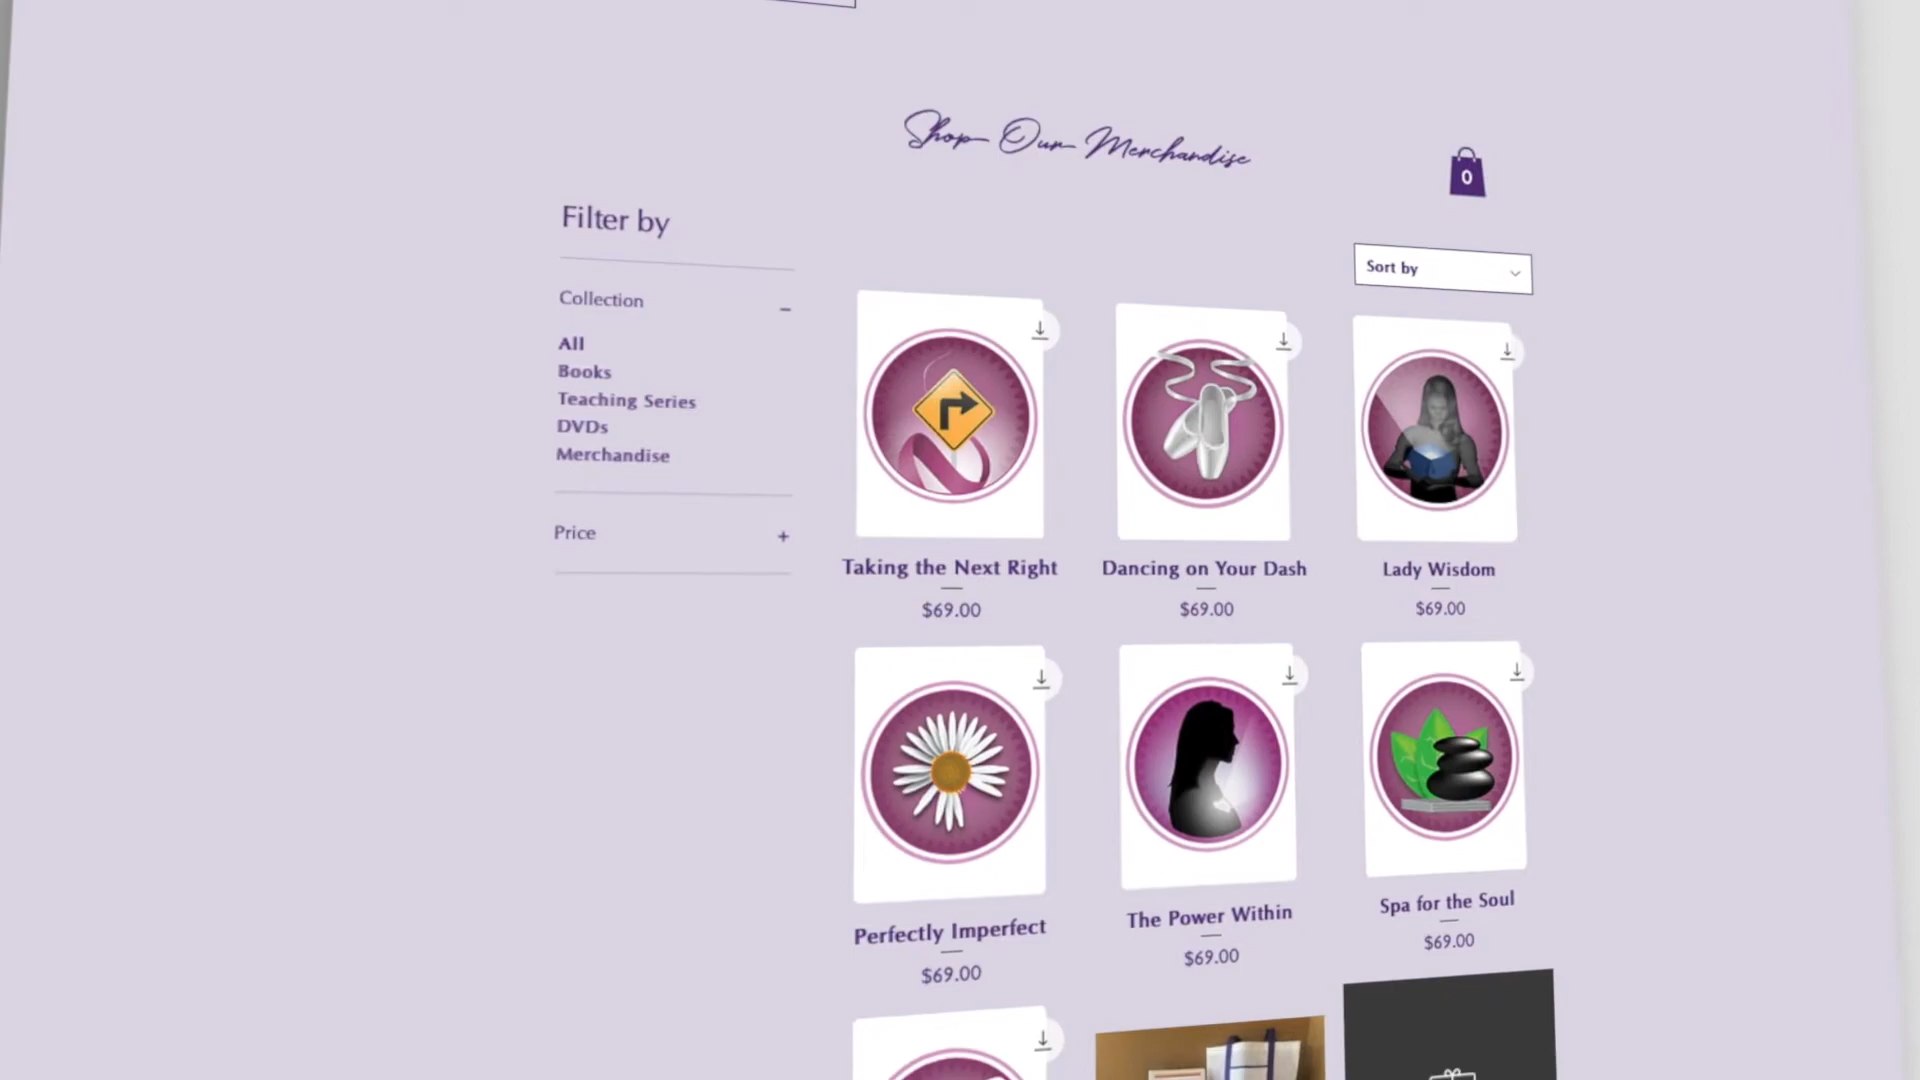 Shop Our Merchandise
0
Filter by
Sort by
Collection
All
Books
Teaching Series
DVDs
Merchandise
Price
Taking the Next Right
$69.00
Dancing on Your Dash
$69.00
Lady Wisdom
$69.00
Perfectly Imperfect
$69.00
The Power Within
$69.00
Spa for the Soul
$69.00